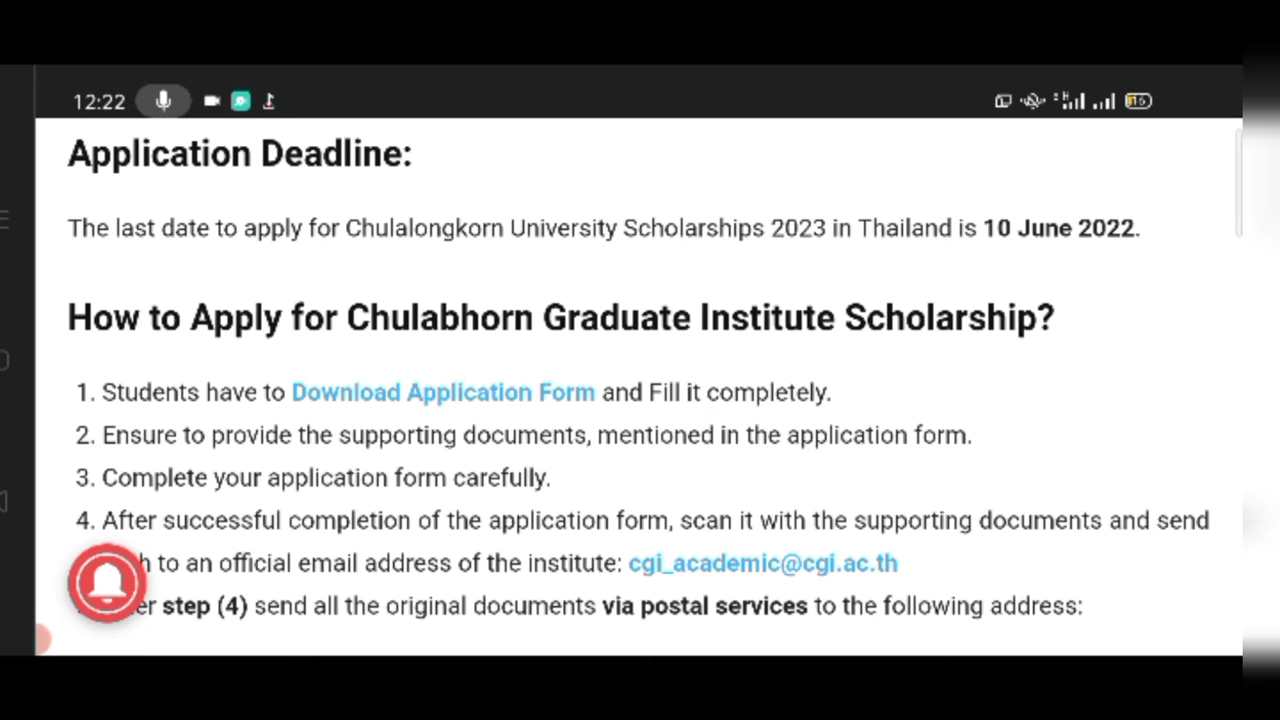 12:22
16
Application Deadline:
The last date to apply for Chulalongkorn University Scholarships 2023 in Thailand is 10 June 2022.
How to Apply for Chulabhorn Graduate Institute Scholarship?
1. Students have to Download Application Form and Fill it completely.
2. Ensure to provide the supporting documents, mentioned in the application form.
3. Complete your application form carefully.
4. After successful completion of the application form, scan it with the supporting documents and send
to an official email address of the institute: cgi_academic@cgi.ac.th
step (4) send all the original documents via postal services to the following address: